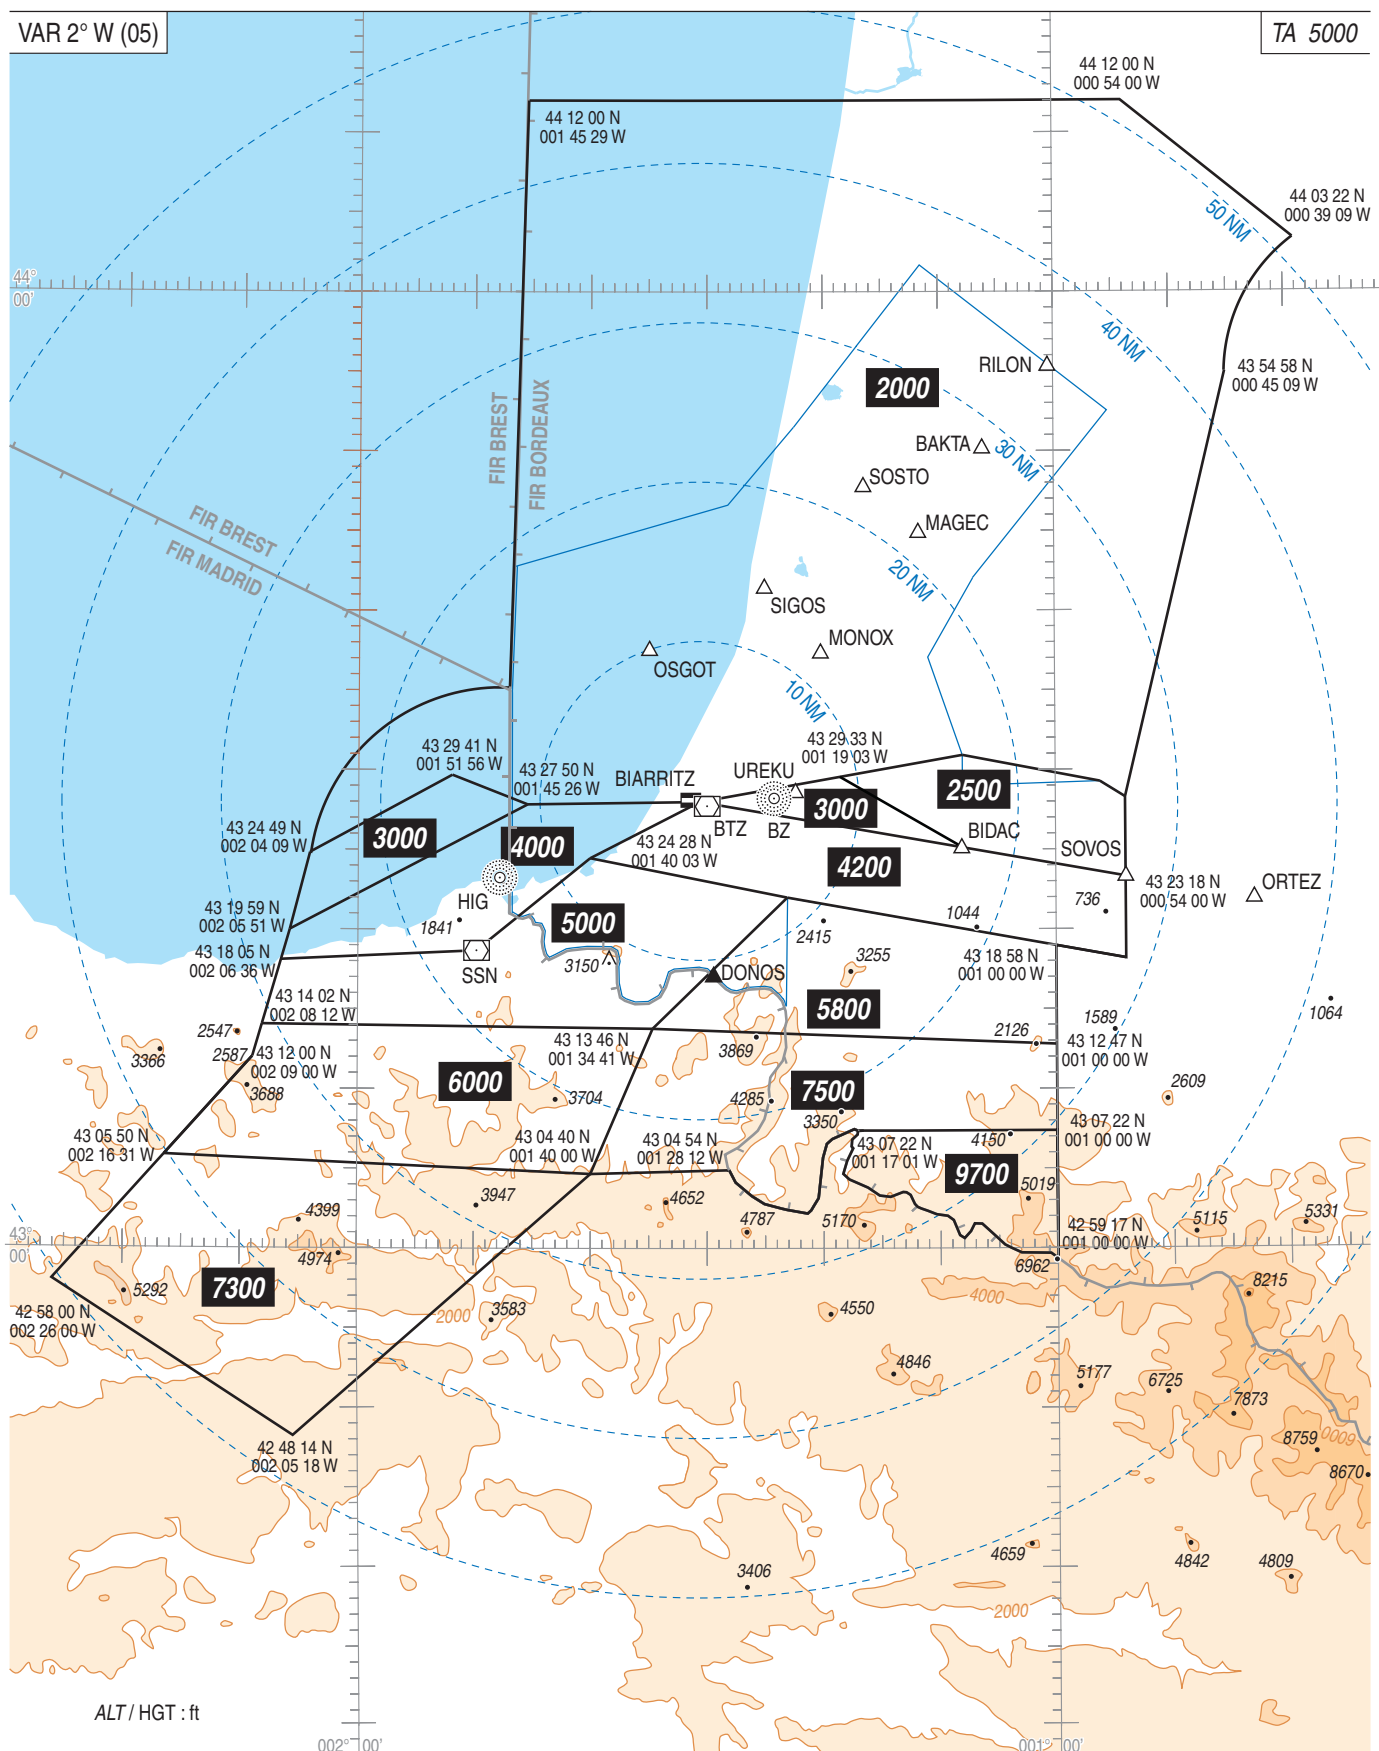 VAR 2° W (05)
TA 5000
44 12 00 N
000 54 00 W
44 12 00 N
001 45 29 W
44 03 22 N
000 39 09 W
50 NM
44°
00'
40 NM
RILON
43 54 58 N
000 45 09 W
2000
FIR BREST
FIR BORDEAUX
BAKTA
30 NM
SOSTO
MAGEC
FIR BREST
FIR MADRID
20 NM
SIGOS
MONOX
OSGOT
10 NM
43 29 41 N
001 51 56 W
43 29 33 N
001 19 03 W
43 27 50 N
001 45 26 W
BIARRITZ
UREKU
2500
3000
BTZ
BZ
BIDAC
43 24 49 N
002 04 09 W
3000
4000
43 24 28 N
001 40 03 W
4200
SOVOS
43 23 18 N
000 54 00 W
ORTEZ
736
HIG
43 19 59 N
002 05 51 W
1841
5000
2415
1044
43 18 05 N
002 06 36 W
SSN
3150
DONOS
3255
43 18 58 N
001 00 00 W
43 14 02 N
002 08 12 W
5800
1064
1589
2547
2126
3366
2587
43 12 00 N
002 09 00 W
43 13 46 N
001 34 41 W
3869
43 12 47 N
001 00 00 W
6000
7500
3688
3704
4285
3350
2609
43 05 50 N
002 16 31 W
43 04 40 N
001 40 00 W
43 04 54 N
001 28 12 W
43 07 22 N
001 17 01 W
4150
43 07 22 N
001 00 00 W
9700
3947
4652
5019
4399
4787
5170
5115
5331
43°
00'
4974
42 59 17 N
001 00 00 W
6962
5292
7300
8215
42 58 00 N
002 26 00 W
2000
3583
4550
4000
4846
5177
6725
7873
42 48 14 N
002 05 18 W
8759
6000
8670
4659
4842
4809
3406
2000
ALT / HGT : ft
002° 00'
001° 00'